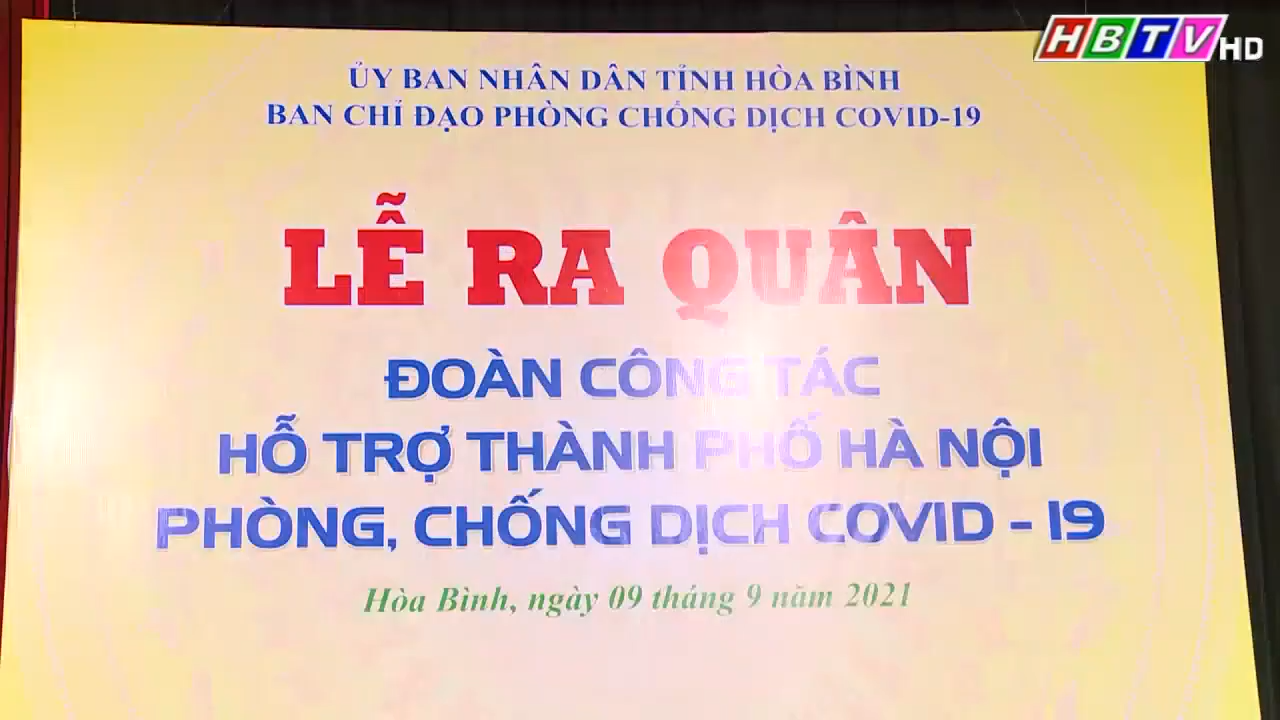 HBTV HD
ỦY BAN NHÂN DÂN TỈNH HÒA BÌNH
BAN CHỈ ĐẠO PHÒNG CHỐNG DỊCH COVID-19
LỄ RA QUÂN
ĐOÀN CÔNG TÁC
HỖ TRỢ THÀNH PHỐ HÀ NỘI
PHÒNG, CHỐNG DỊCH COVID - 19
Hòa Bình, ngày 09 tháng 9 năm 2021